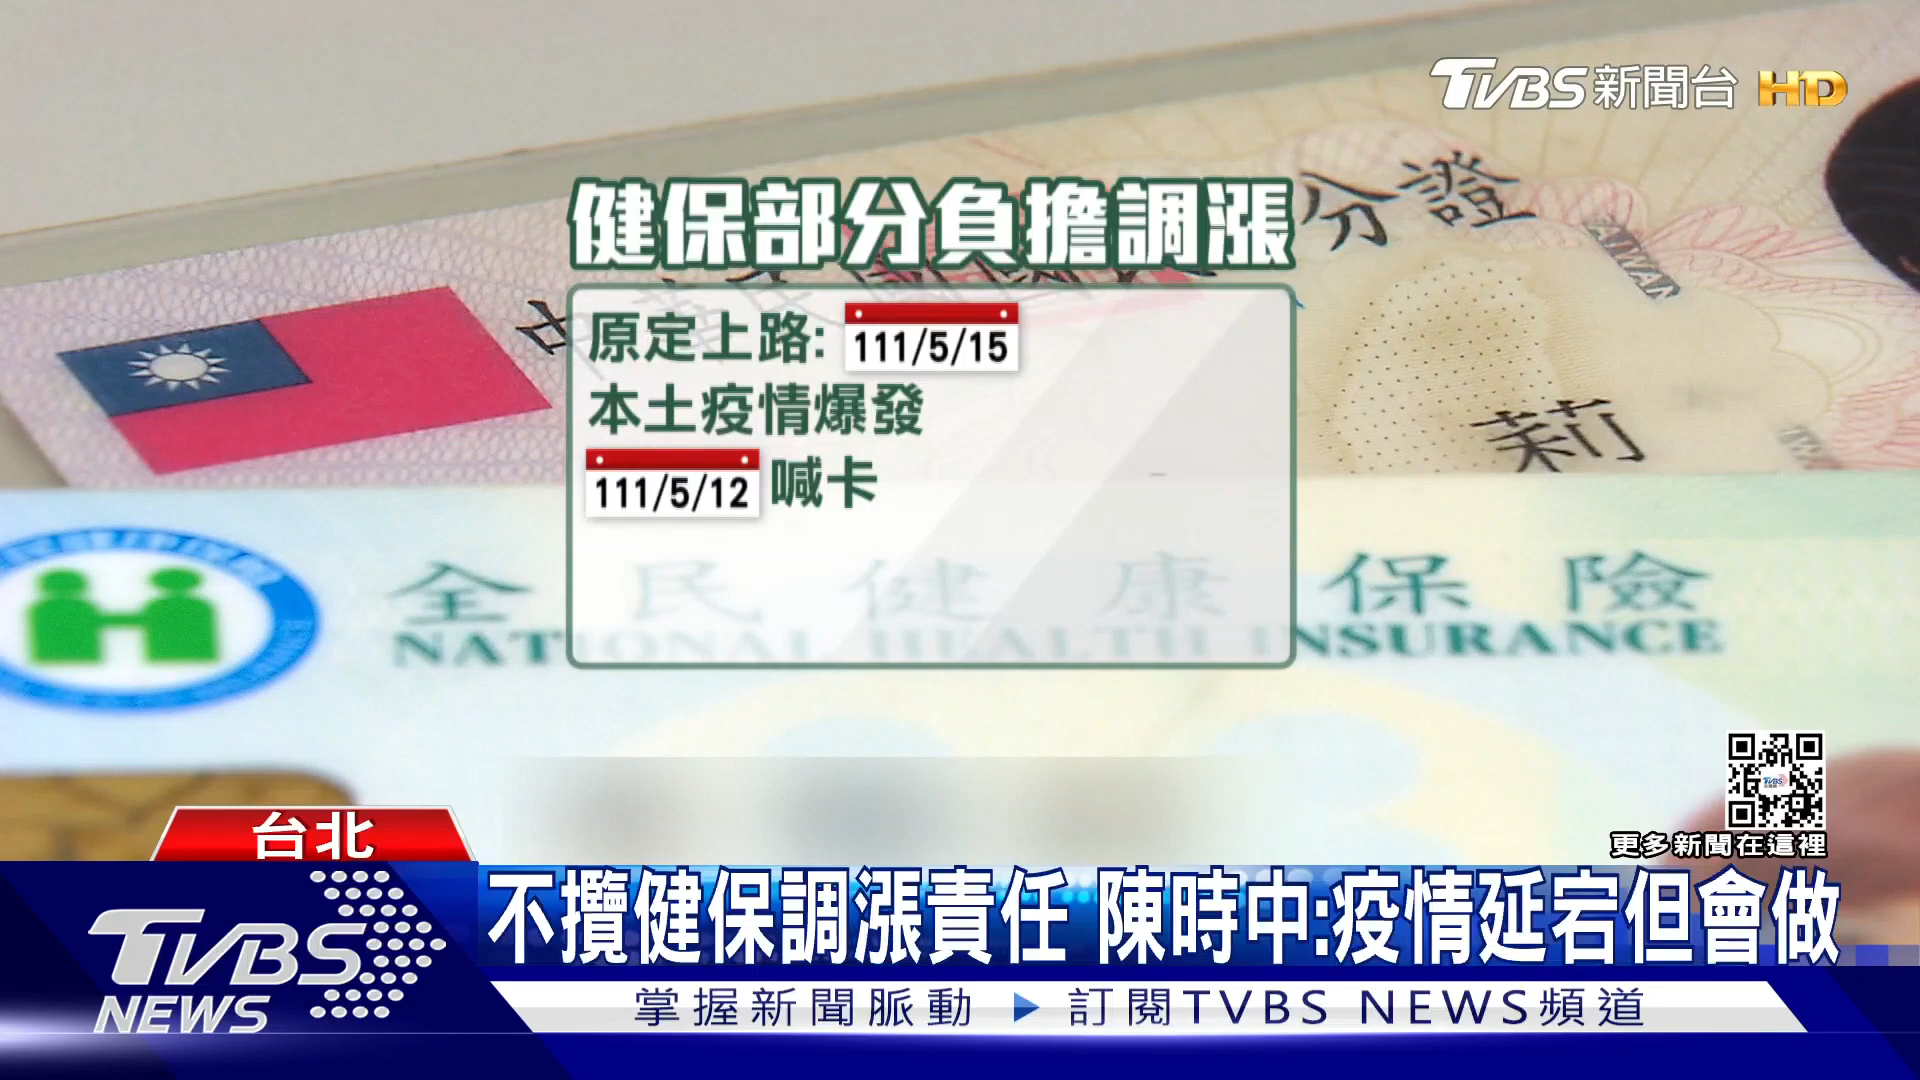 TVBS新聞台 HD
健保部分負擔調漲
分證
TAIWAN
原定上路: 111/5/15
本土疫情爆發
111/5/12 喊卡
莉
全民健康保險
NATIONAL HEALTH INSURANCE
更多新聞在這裡
台北
TVBS NEWS
不攬健保調漲責任 陳時中:疫情延宕但會做
掌握新聞脈動 ▶ 訂閱TVBS NEWS頻道